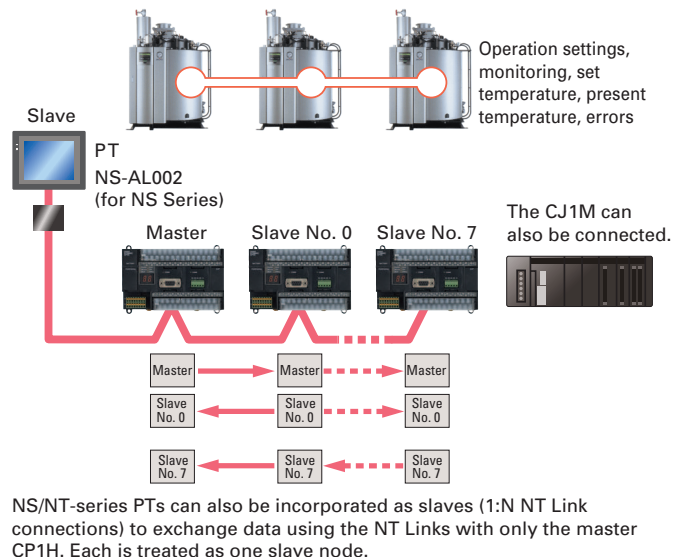 Operation settings,
monitoring, set
temperature, present
temperature, errors
Slave
PT
NS-AL002
(for NS Series)
Master
Slave No. 0
Slave No. 7
The CJ1M can
also be connected.
Master
Master
Master
Slave
No. 0
Slave
No. 0
Slave
No. 0
Slave
No. 7
Slave
No. 7
Slave
No. 7
NS/NT-series PTs can also be incorporated as slaves (1:N NT Link
connections) to exchange data using the NT Links with only the master
CP1H. Each is treated as one slave node.